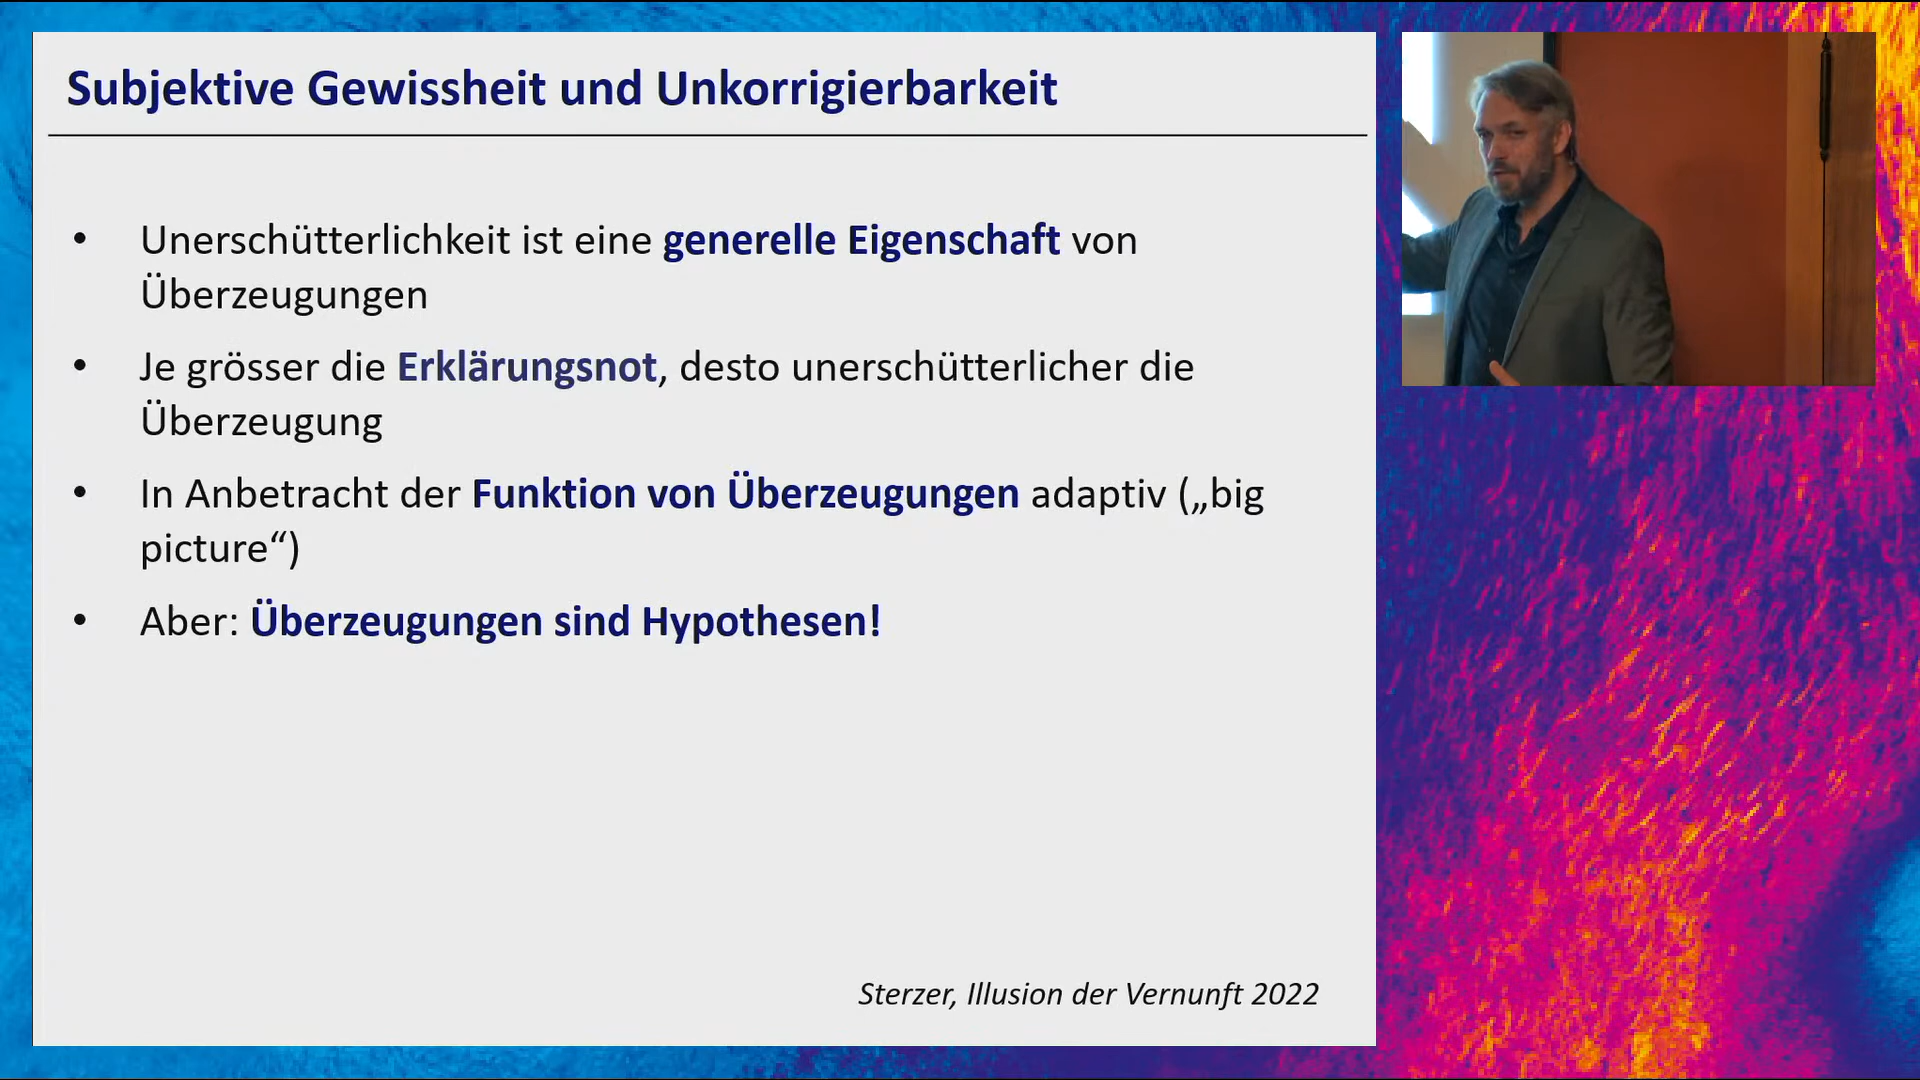 Subjektive Gewissheit und Unkorrigierbarkeit
• Unerschütterlichkeit ist eine generelle Eigenschaft von
Überzeugungen
• Je grösser die Erklärungsnot, desto unerschütterlicher die
Überzeugung
• In Anbetracht der Funktion von Überzeugungen adaptiv („big
picture“)
• Aber: Überzeugungen sind Hypothesen!
Sterzer, Illusion der Vernunft 2022